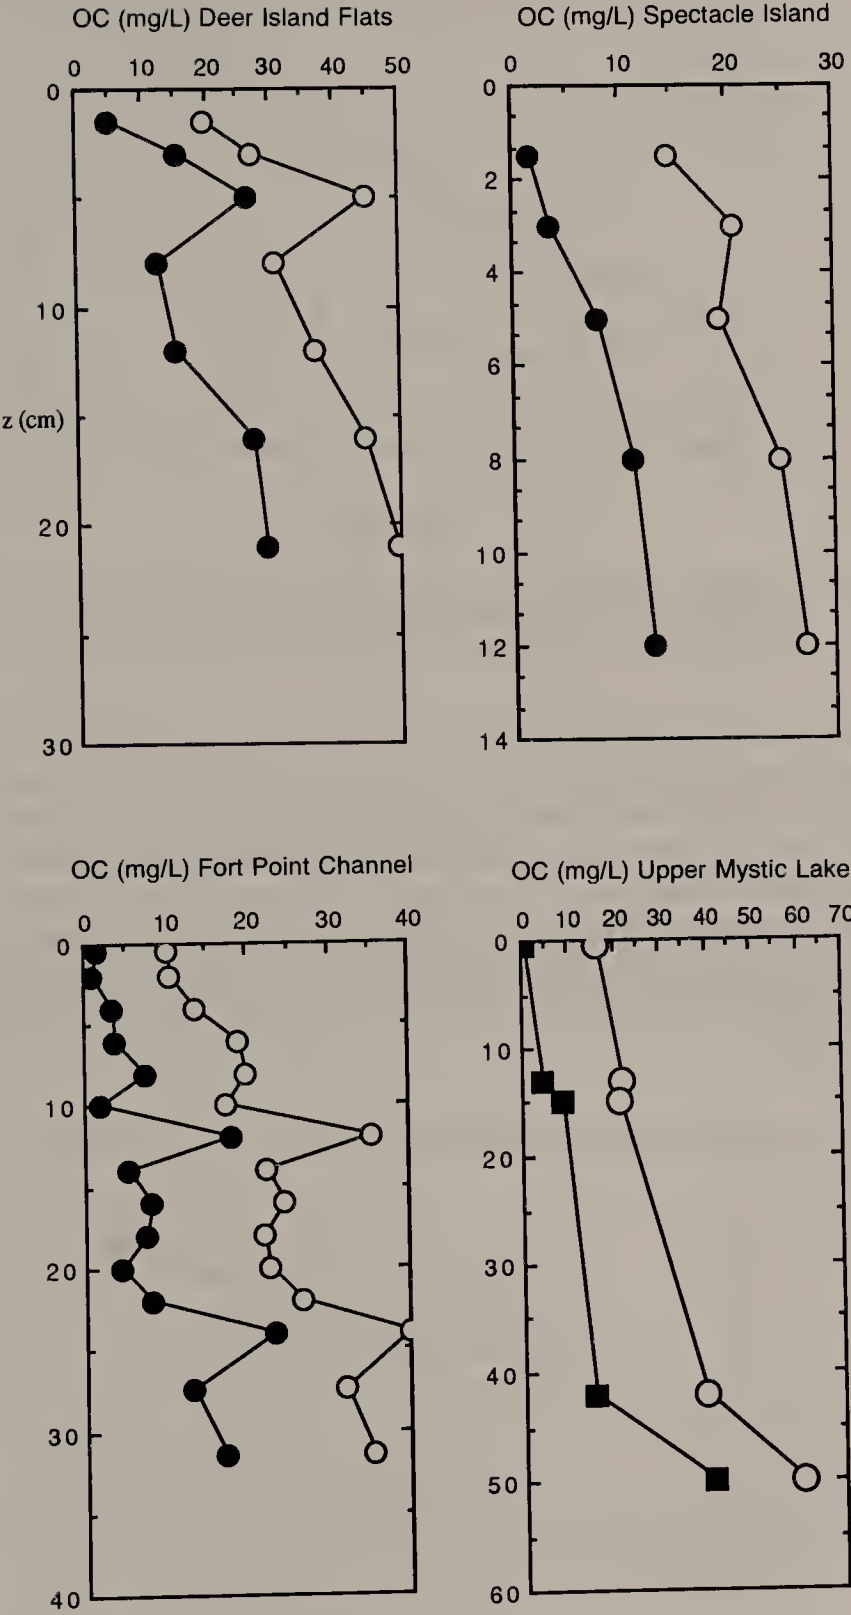 OC (mg/L) Deer Island Flats
0 10 20 30 50
0
10
z (cm)
20
30
OC (mg/L) Spectacle Island
0 10 20 30
0
2
4
6
8
10
12
14
OC (mg/L) Fort Point Channel
0 10 20 30 40
0
10
20
30
40
OC (mg/L) Upper Mystic Lake
0 10 20 30 40 50 60 70
0
10
20
30
40
50
60